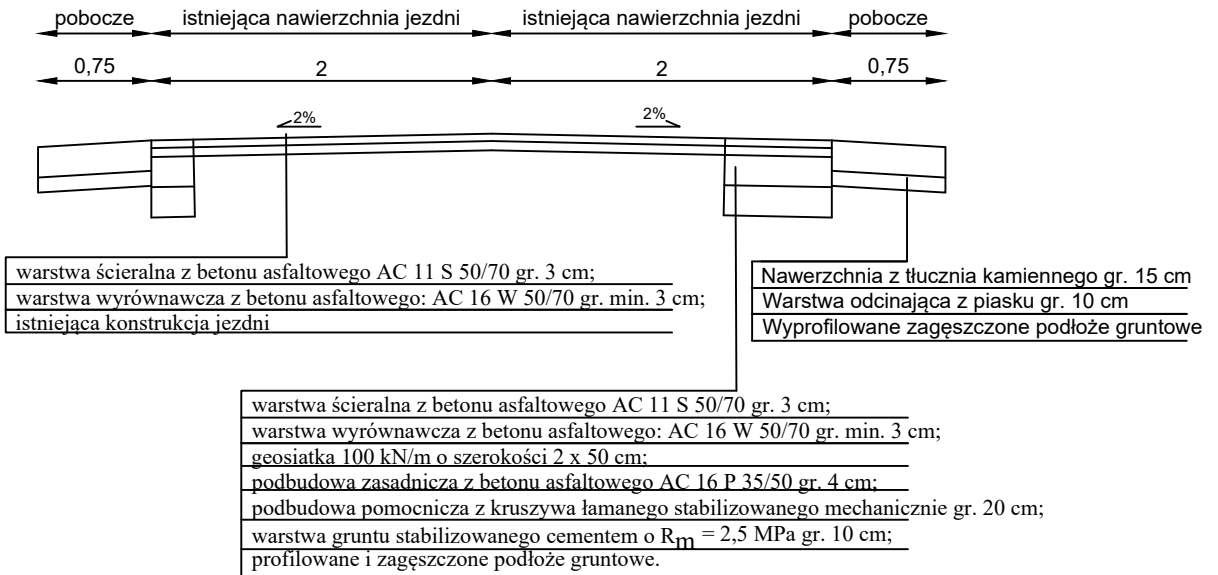 pobocze istniejąca nawierzchnia jezdni istniejąca nawierzchnia jezdni pobocze
0,75 2 2 0,75
2% 2%
warstwa ścieralna z betonu asfaltowego AC 11 S 50/70 gr. 3 cm;
warstwa wyrównawcza z betonu asfaltowego: AC 16 W 50/70 gr. min. 3 cm;
istniejąca konstrukcja jezdni
Nawerzchnia z tłucznia kamiennego gr. 15 cm
Warstwa odcinająca z piasku gr. 10 cm
Wyprofilowane zagęszczone podłoże gruntowe
warstwa ścieralna z betonu asfaltowego AC 11 S 50/70 gr. 3 cm;
warstwa wyrównawcza z betonu asfaltowego: AC 16 W 50/70 gr. min. 3 cm;
geosiatka 100 kN/m o szerokości 2 x 50 cm;
podbudowa zasadnicza z betonu asfaltowego AC 16 P 35/50 gr. 4 cm;
podbudowa pomocnicza z kruszywa łamanego stabilizowanego mechanicznie gr. 20 cm;
warstwa gruntu stabilizowanego cementem o Rm = 2,5 MPa gr. 10 cm;
profilowane i zagęszczone podłoże gruntowe.